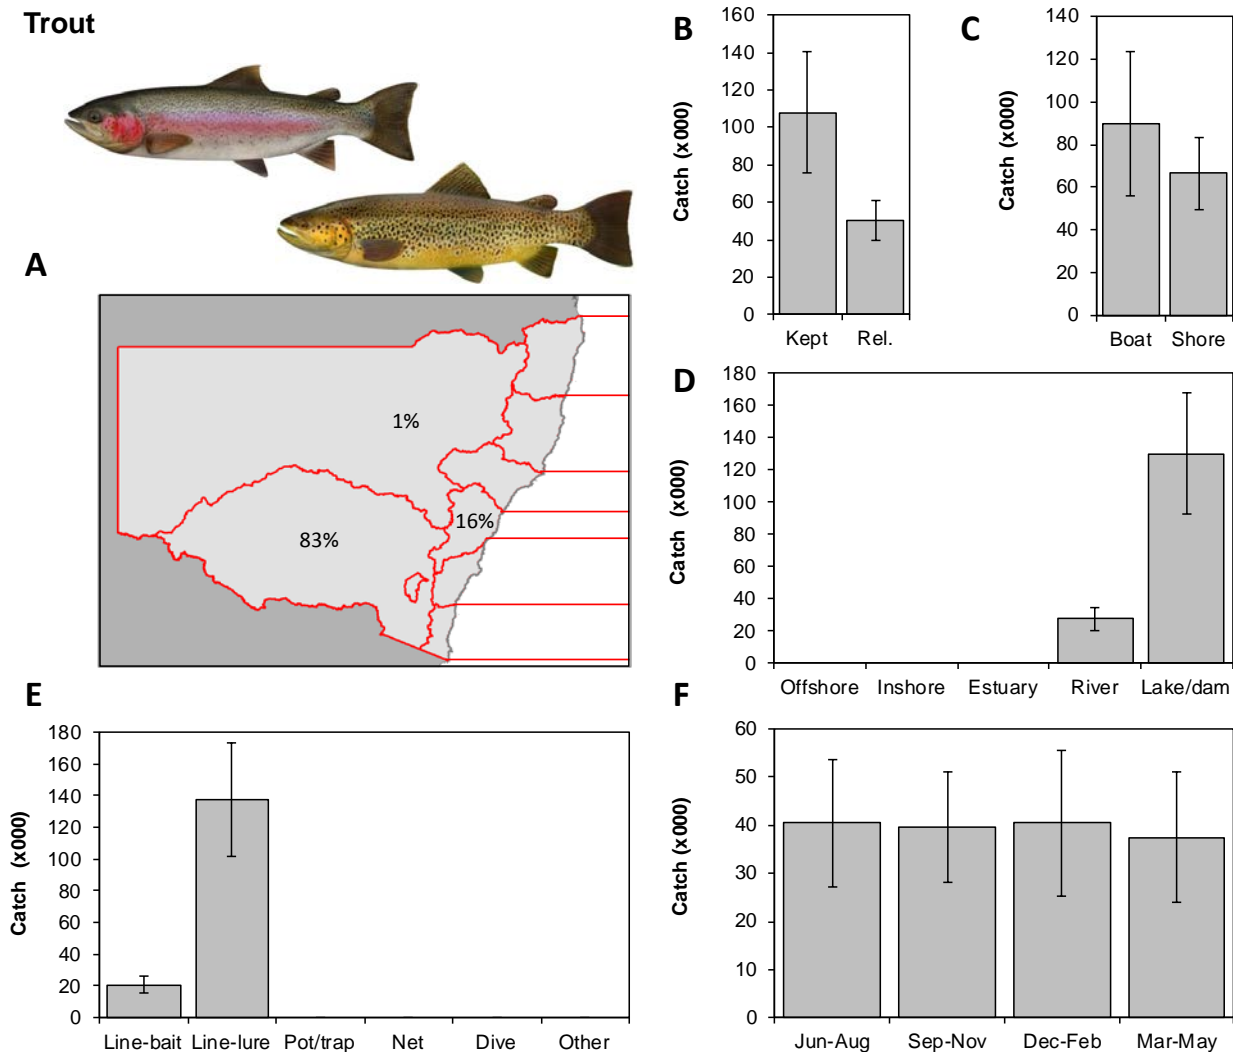 Trout
A
1%
83%
16%
B
Catch (x000)
160
140
120
100
80
60
40
20
0
Kept Rel.
C
Catch (x000)
140
120
100
80
60
40
20
0
Boat Shore
D
Catch (x000)
180
160
140
120
100
80
60
40
20
0
Offshore Inshore Estuary River Lake/dam
E
Catch (x000)
180
160
140
120
100
80
60
40
20
0
Line-bait Line-lure Pot/trap Net Dive Other
F
Catch (x000)
60
50
40
30
20
10
0
Jun-Aug Sep-Nov Dec-Feb Mar-May